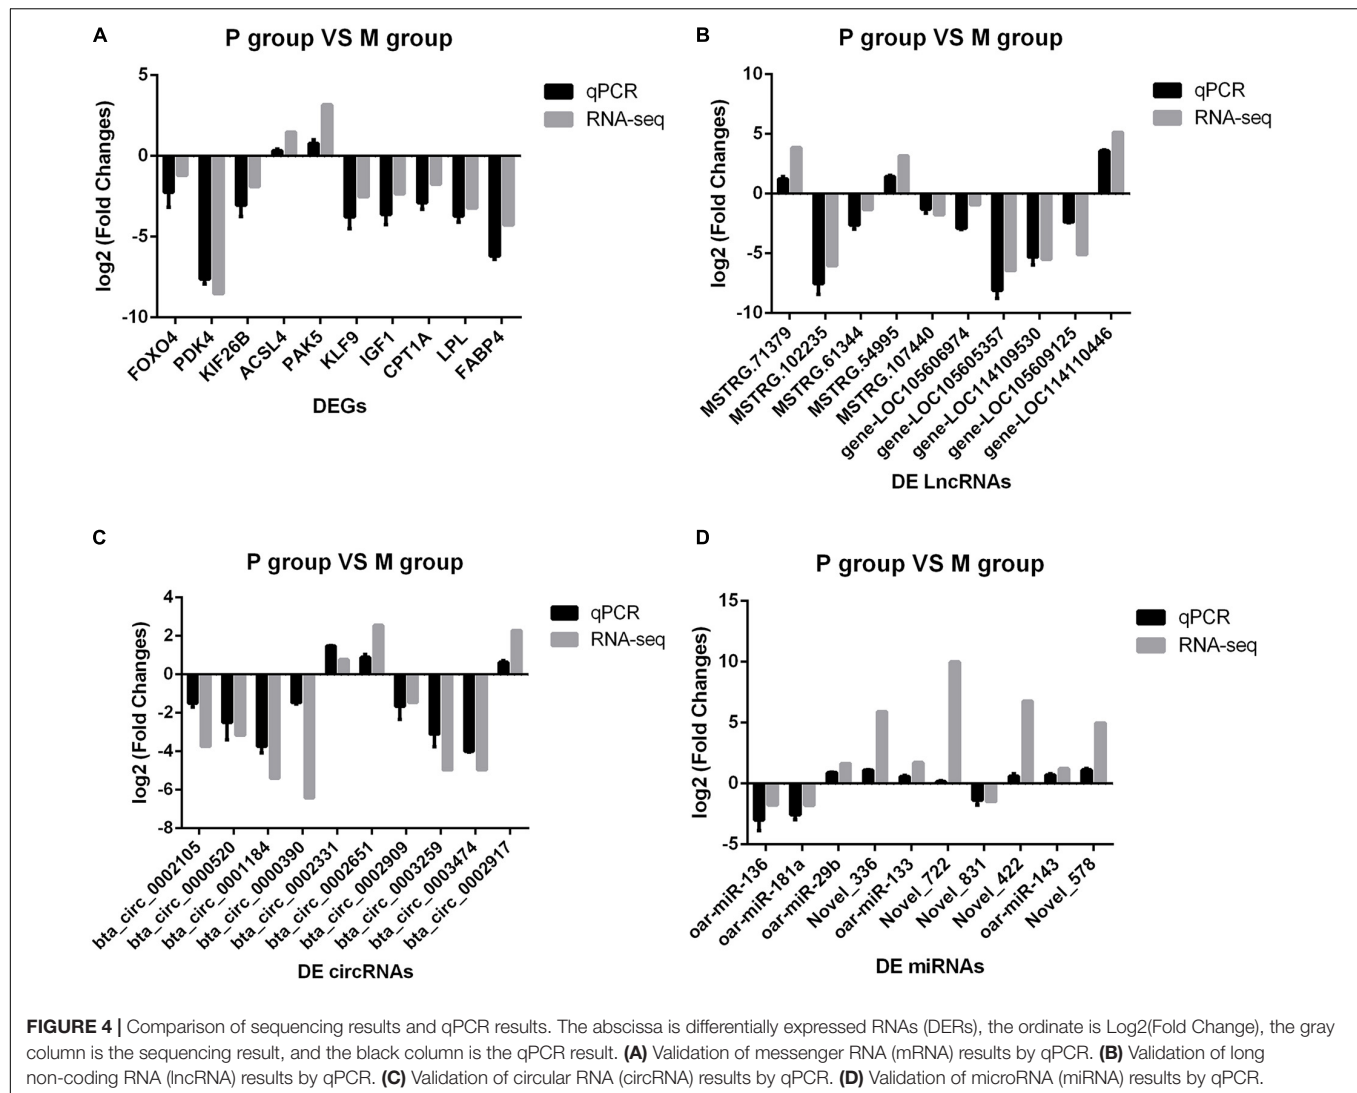 A
P group VS M group
5
0
-5
-10
log2 (Fold Changes)
qPCR
RNA-seq
FOXO4
PDK4
KIF26B
ACSL4
PAK5
KLF9
IGF1
CPT1A
LPL
FABP4
DEGs
B
P group VS M group
10
5
0
-5
-10
log2 (Fold Changes)
qPCR
RNA-seq
MSTRG.71379
MSTRG.102235
MSTRG.61344
MSTRG.54995
MSTRG.107440
gene-LOC105606974
gene-LOC105605357
gene-LOC114109530
gene-LOC105609125
gene-LOC114110446
DE LncRNAs
C
P group VS M group
4
2
0
-2
-4
-6
-8
log2 (Fold Changes)
qPCR
RNA-seq
bta_circ_0002105
bta_circ_0000520
bta_circ_0001184
bta_circ_0000390
bta_circ_0002331
bta_circ_0002651
bta_circ_0002909
bta_circ_0003259
bta_circ_0003474
bta_circ_0002917
DE circRNAs
D
P group VS M group
15
10
5
0
-5
log2 (Fold Changes)
qPCR
RNA-seq
oar-miR-136
oar-miR-181a
oar-miR-29b
Novel_336
oar-miR-133
Novel_722
Novel_831
Novel_422
oar-miR-143
Novel_578
DE miRNAs
FIGURE 4 | Comparison of sequencing results and qPCR results. The abscissa is differentially expressed RNAs (DERs), the ordinate is Log2(Fold Change), the gray
column is the sequencing result, and the black column is the qPCR result. (A) Validation of messenger RNA (mRNA) results by qPCR. (B) Validation of long
non-coding RNA (lncRNA) results by qPCR. (C) Validation of circular RNA (circRNA) results by qPCR. (D) Validation of microRNA (miRNA) results by qPCR.